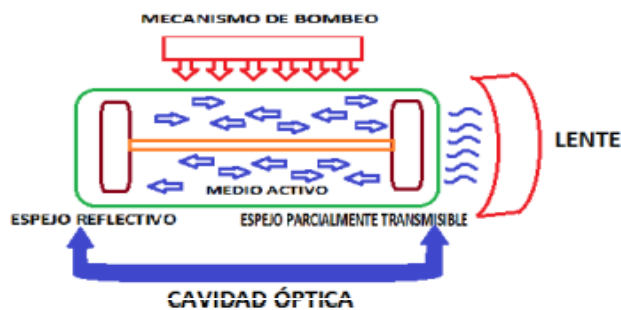 MECANISMO DE BOMBEO
LENTE
MEDIO ACTIVO
ESPEJO REFLECTIVO
ESPEJO PARCIALMENTE TRANSMISIBLE
CAVIDAD ÓPTICA